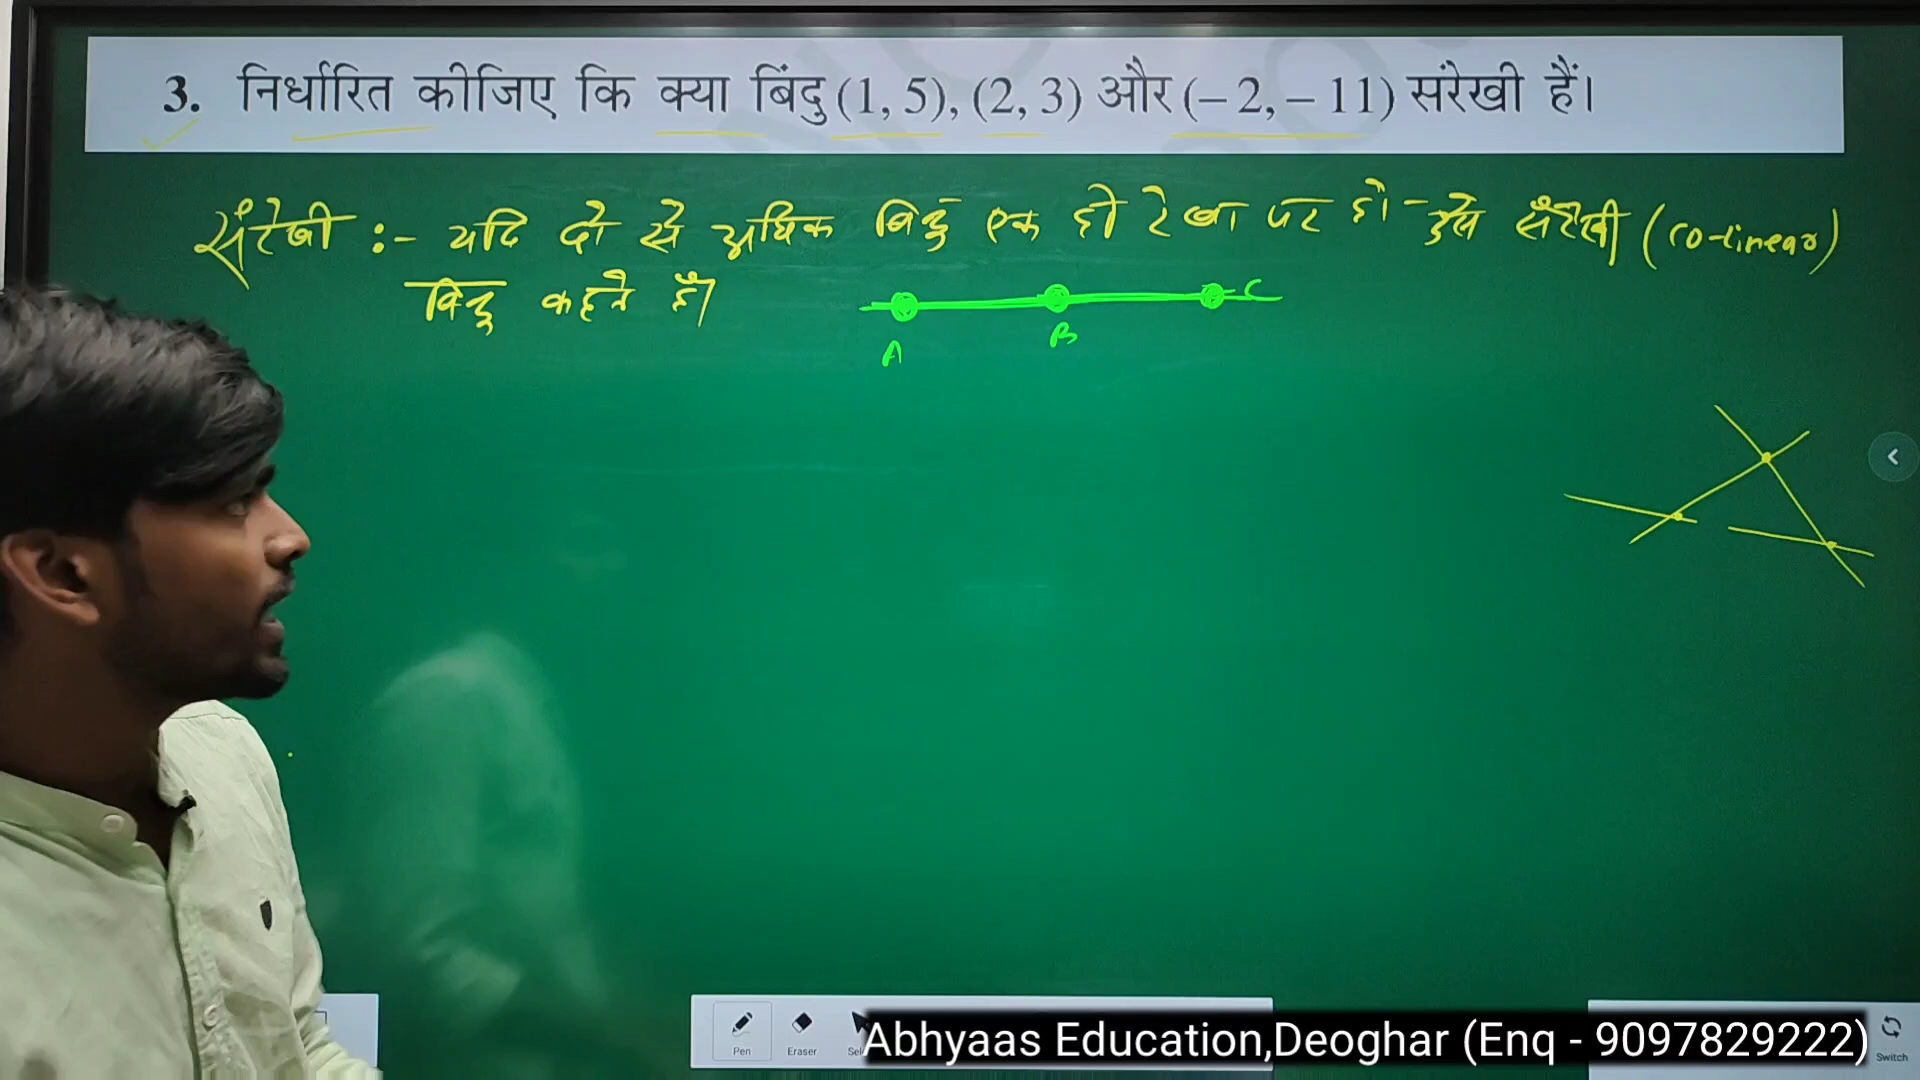 3. निर्धारित कीजिए कि क्या बिंदु (1, 5), (2, 3) और (– 2, – 11) संरेखी हैं।
संरेखी :- यदि दो से अधिक बिंदु एक ही रेखा पर हो - उसे संरेखी (co-linear)
बिंदु कहते हैं।
A
B
C
Pen
Eraser
Abhyaas Education,Deoghar (Enq - 9097829222)
Switch